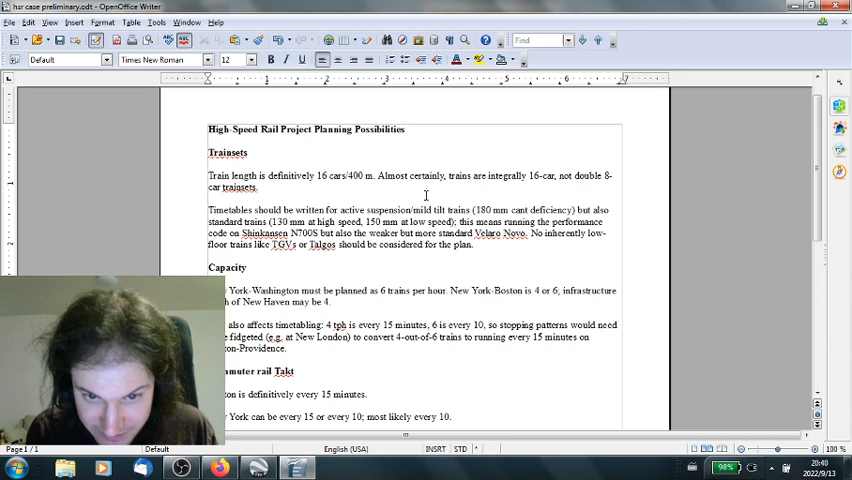 hsr case preliminary.odt - OpenOffice Writer
File Edit View Insert Format Table Tools Window Help
Find
Default Times New Roman 12
1 2 3 4 5 6 7
High-Speed Rail Project Planning Possibilities
Trainsets
Train length is definitively 16 cars/400 m. Almost certainly, trains are integrally 16-car, not double 8-
car trainsets.
Timetables should be written for active suspension/mild tilt trains (180 mm cant deficiency) but also
standard trains (130 mm at high speed, 150 mm at low speed); this means running the performance
code on Shinkansen N700S but also the weaker but more standard Velaro Novo. No inherently low-
floor trains like TGVs or Talgos should be considered for the plan.
Capacity
York-Washington must be planned as 6 trains per hour. New York-Boston is 4 or 6; infrastructure
of New Haven may be 4.
also affects timetabling: 4 tph is every 15 minutes, 6 is every 10, so stopping patterns would need
fidgeted (e.g. at New London) to convert 4-out-of-6 trains to running every 15 minutes on
-Providence.
rail Takt
is definitively every 15 minutes.
York can be every 15 or every 10; most likely every 10.
Page 1 / 1 Default English (USA) INSRT STD * 100 %
98% 20:40
2022/9/13